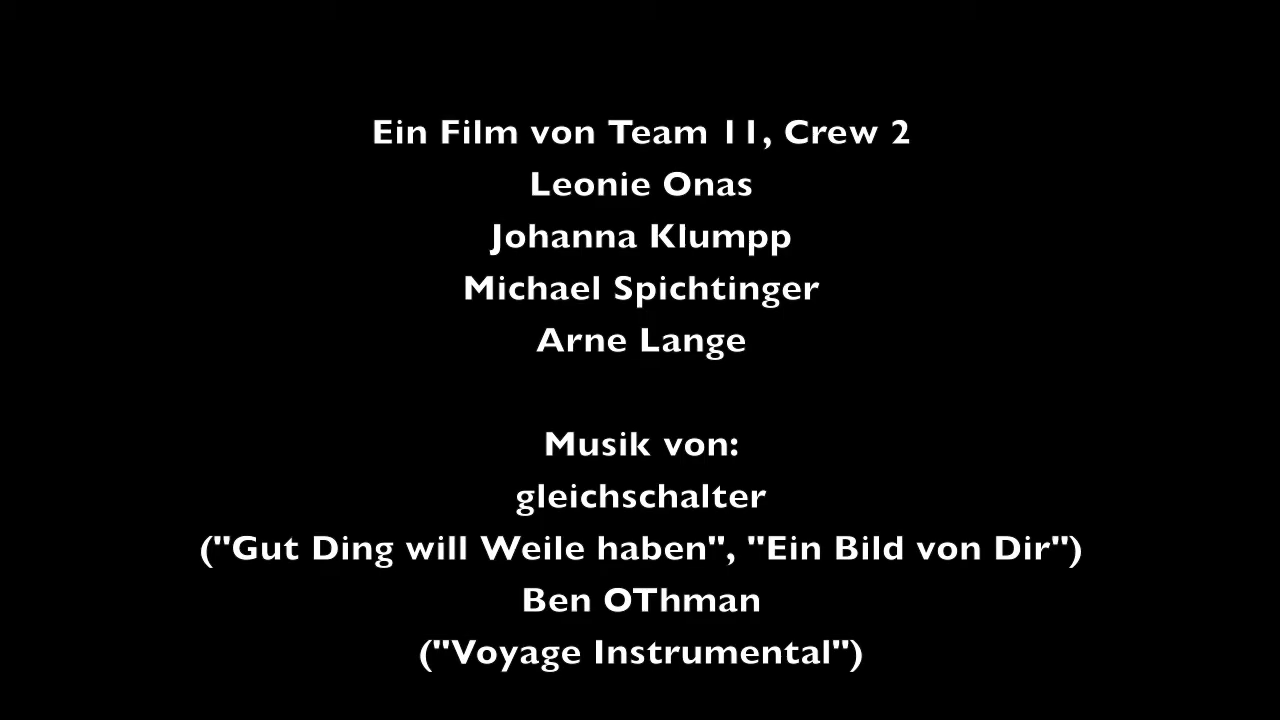 Ein Film von Team 11, Crew 2
Leonie Onas
Johanna Klumpp
Michael Spichtinger
Arne Lange
Musik von:
gleichschalter
("Gut Ding will Weile haben", "Ein Bild von Dir")
Ben OThman
("Voyage Instrumental")